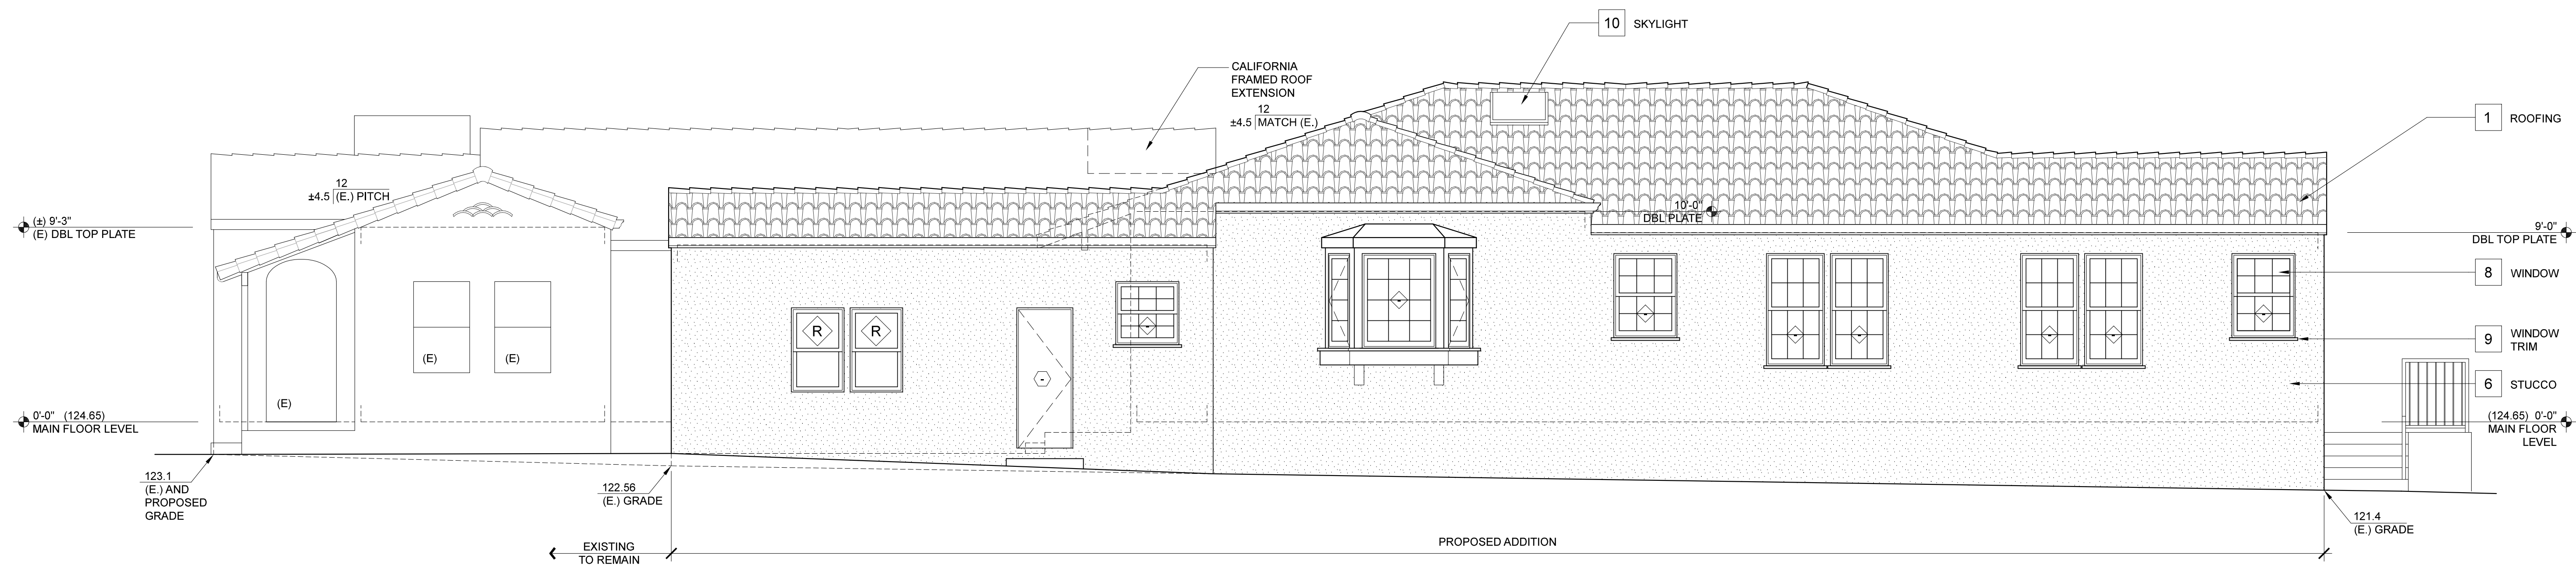 10 SKYLIGHT
CALIFORNIA
FRAMED ROOF
EXTENSION
12
±4.5 MATCH (E.)
1 ROOFING
12
±4.5 (E.) PITCH
(±) 9'-3"
(E) DBL TOP PLATE
10'-0"
DBL PLATE
9'-0"
DBL TOP PLATE
8 WINDOW
R
R
-
-
-
-
-
-
-
-
-
9 WINDOW
TRIM
(E)
(E)
(E)
6 STUCCO
0'-0" (124.65)
MAIN FLOOR LEVEL
(124.65) 0'-0"
MAIN FLOOR
LEVEL
123.1
(E.) AND
PROPOSED
GRADE
122.56
(E.) GRADE
121.4
(E.) GRADE
EXISTING
TO REMAIN
PROPOSED ADDITION